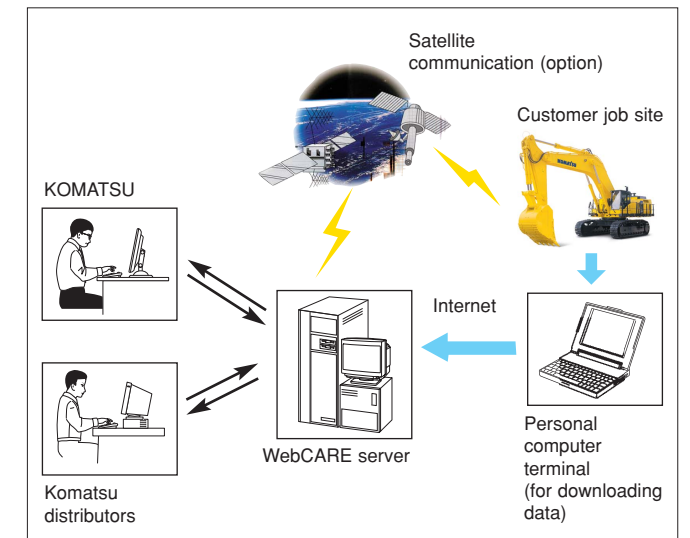 Satellite
communication (option)
Customer job site
KOMATSU
KOMATSU
Internet
WebCARE server
Personal
computer
terminal
(for downloading
data)
Komatsu
distributors